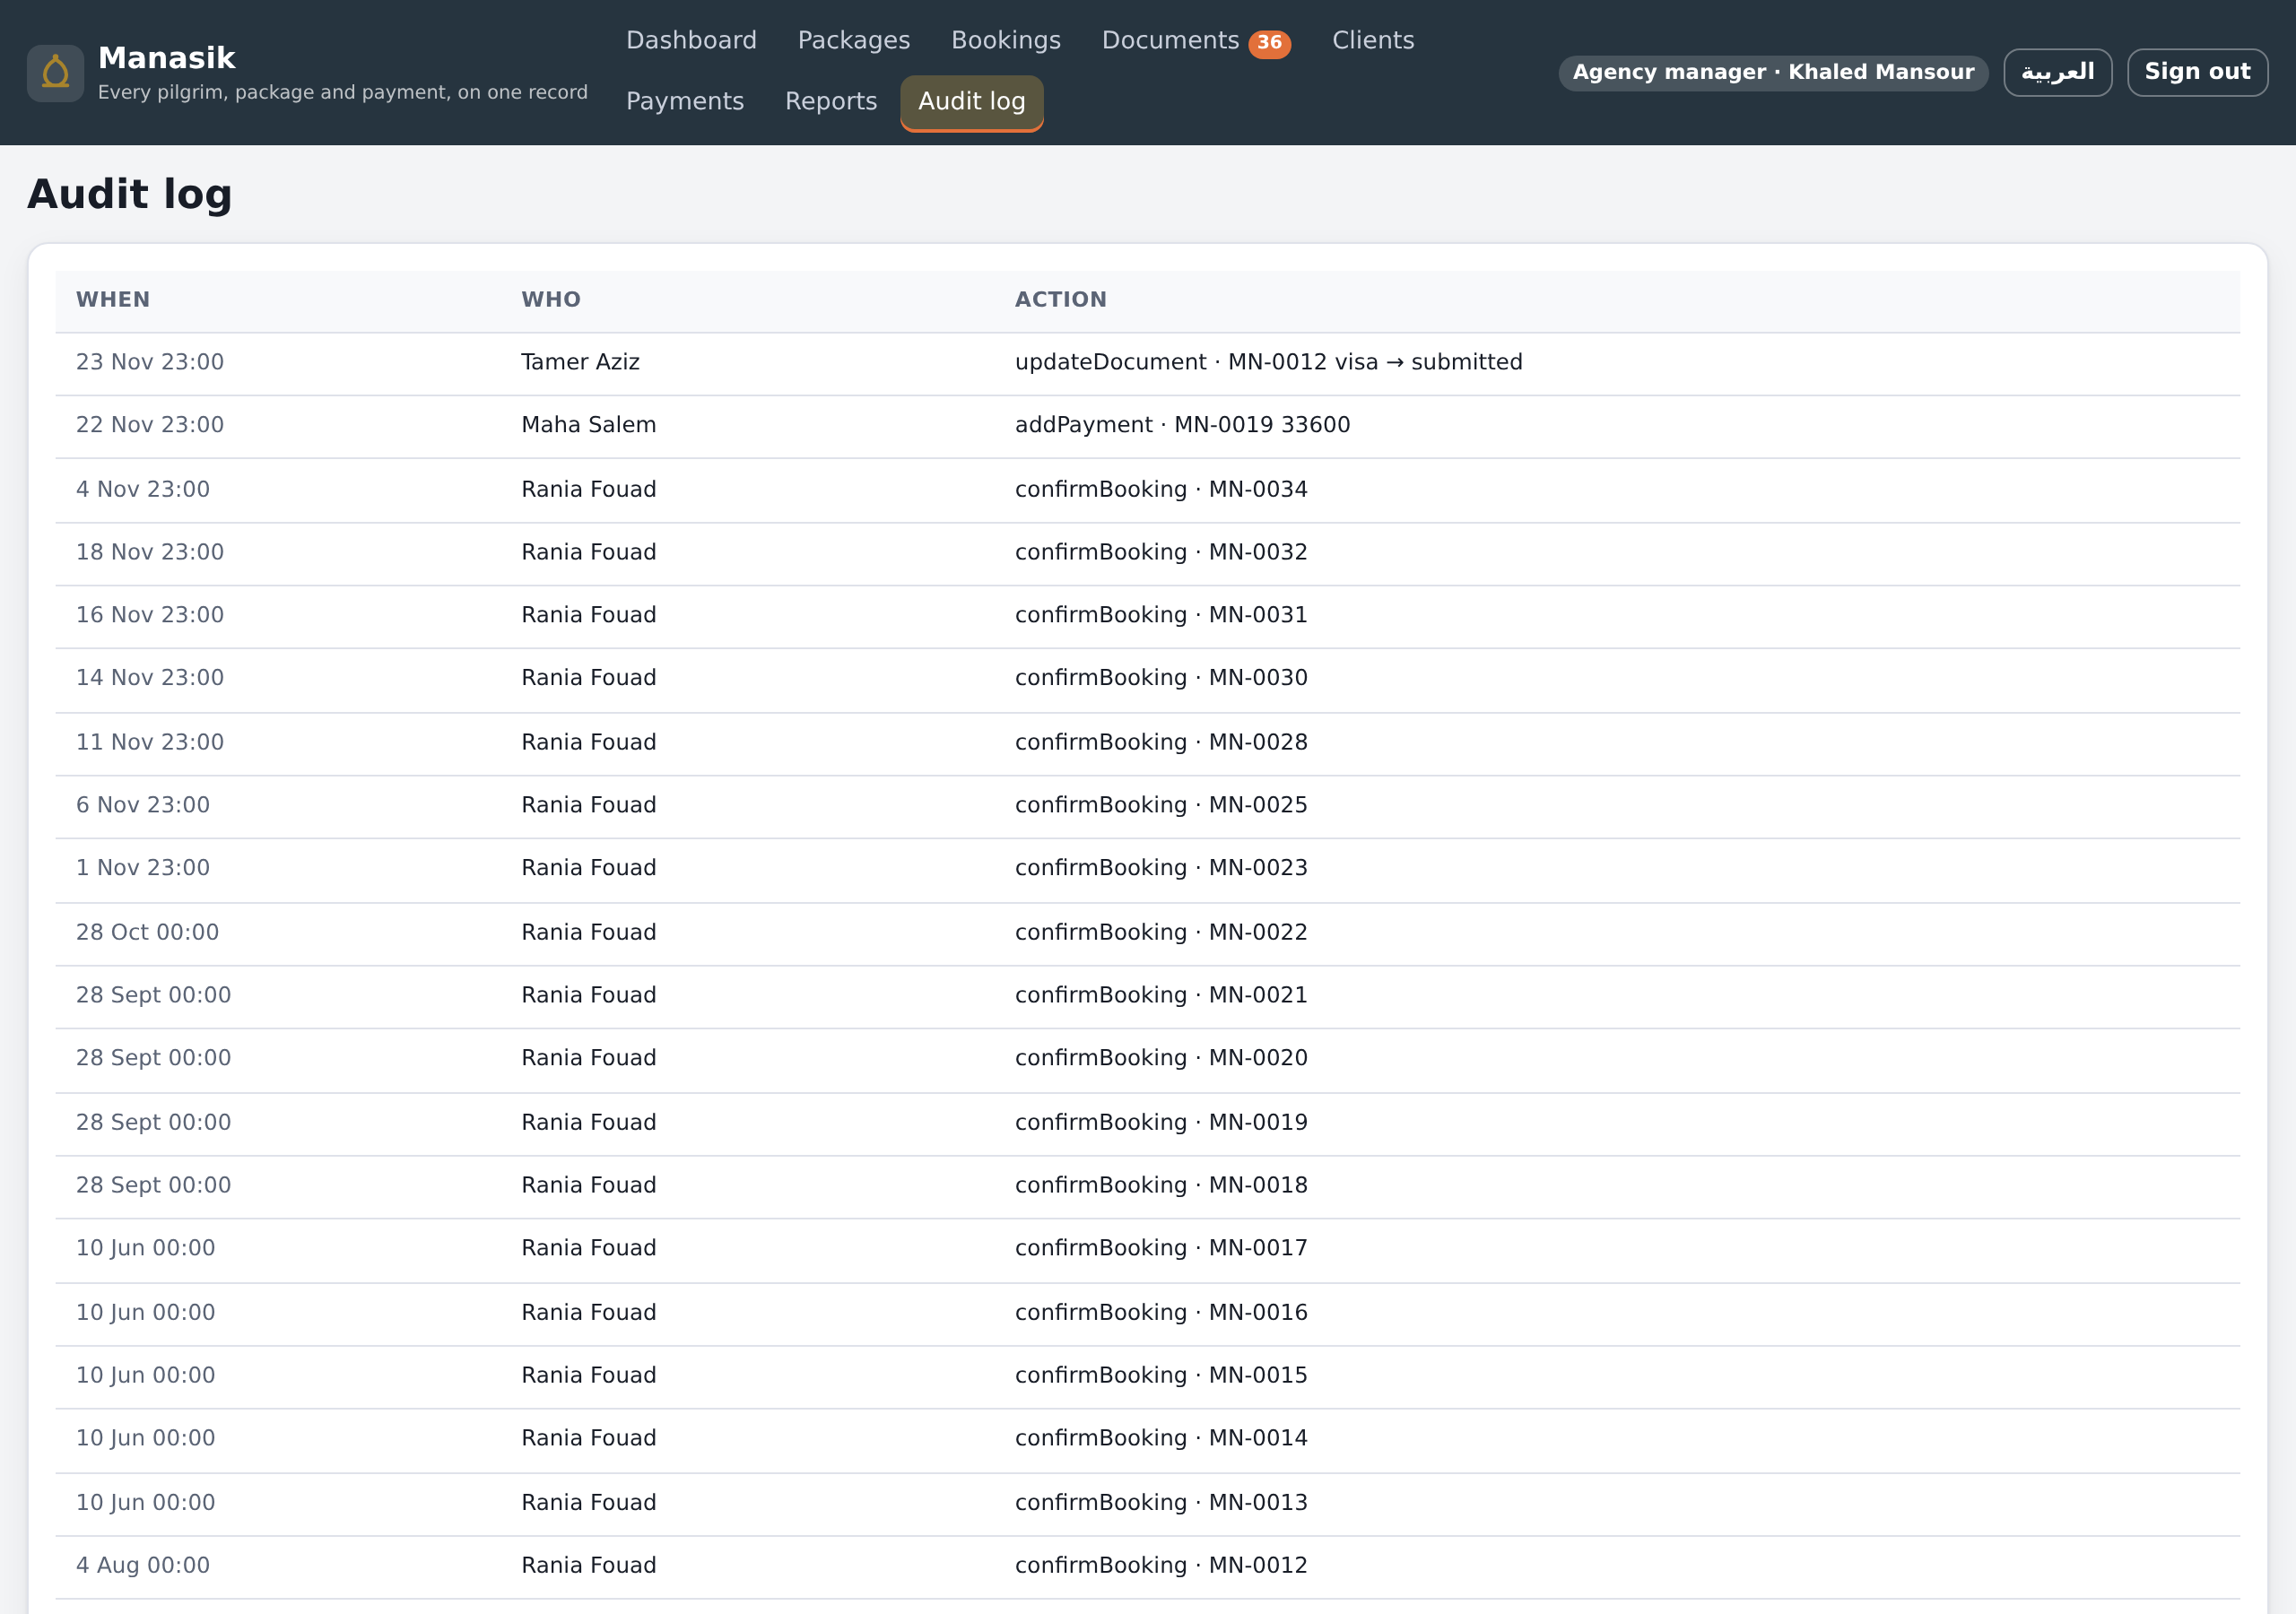 Manasik
Every pilgrim, package and payment, on one record
Dashboard Packages Bookings Documents 36 Clients
Payments Reports Audit log
Agency manager · Khaled Mansour العربية Sign out
Audit log
WHEN WHO ACTION
23 Nov 23:00 Tamer Aziz updateDocument · MN-0012 visa → submitted
22 Nov 23:00 Maha Salem addPayment · MN-0019 33600
4 Nov 23:00 Rania Fouad confirmBooking · MN-0034
18 Nov 23:00 Rania Fouad confirmBooking · MN-0032
16 Nov 23:00 Rania Fouad confirmBooking · MN-0031
14 Nov 23:00 Rania Fouad confirmBooking · MN-0030
11 Nov 23:00 Rania Fouad confirmBooking · MN-0028
6 Nov 23:00 Rania Fouad confirmBooking · MN-0025
1 Nov 23:00 Rania Fouad confirmBooking · MN-0023
28 Oct 00:00 Rania Fouad confirmBooking · MN-0022
28 Sept 00:00 Rania Fouad confirmBooking · MN-0021
28 Sept 00:00 Rania Fouad confirmBooking · MN-0020
28 Sept 00:00 Rania Fouad confirmBooking · MN-0019
28 Sept 00:00 Rania Fouad confirmBooking · MN-0018
10 Jun 00:00 Rania Fouad confirmBooking · MN-0017
10 Jun 00:00 Rania Fouad confirmBooking · MN-0016
10 Jun 00:00 Rania Fouad confirmBooking · MN-0015
10 Jun 00:00 Rania Fouad confirmBooking · MN-0014
10 Jun 00:00 Rania Fouad confirmBooking · MN-0013
4 Aug 00:00 Rania Fouad confirmBooking · MN-0012